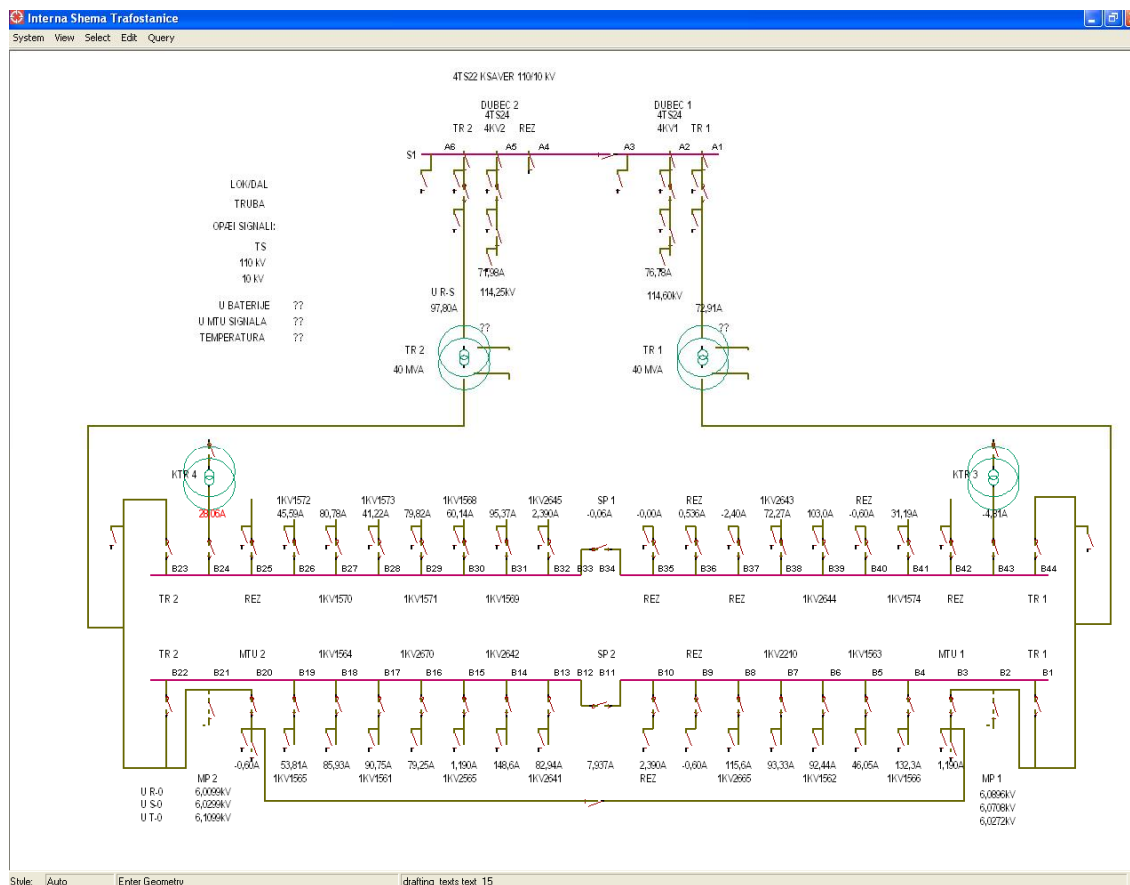 Interna Shema Trafostanice
System View Select Edit Query
4TS22 KSAVER 110/10 kV
DUBEC 2 DUBEC 1
4TS24 4TS24
TR 2 4KV2 REZ 4KV1 TR 1
S1 A6 A5 A4 A3 A2 A1
LOK/DAL
TRUBA
OPÆI SIGNALI:
TS
110 kV
10 kV
71,98A 76,78A
U R-S 114,25kV 114,60kV
97,80A 72,91A
U BATERIJE ??
U MTU SIGNALA ??
TEMPERATURA ??
?? ??
TR 2 TR 1
40 MVA 40 MVA
KTR 4 KTR 3
1KV1572 1KV1573 1KV1568 1KV2645 SP 1 REZ 1KV2643 REZ
28,06A 45,59A 80,78A 41,22A 79,82A 60,14A 95,37A 2,390A -0,06A -0,00A 0,536A -2,40A 72,27A 103,0A -0,60A 31,19A -4,81A
B23 B24 B25 B26 B27 B28 B29 B30 B31 B32 B33 B34 B35 B36 B37 B38 B39 B40 B41 B42 B43 B44
TR 2 REZ 1KV1570 1KV1571 1KV1569 REZ REZ 1KV2644 1KV1574 REZ TR 1
TR 2 MTU 2 1KV1564 1KV2670 1KV2642 SP 2 REZ 1KV2210 1KV1563 MTU 1 TR 1
B22 B21 B20 B19 B18 B17 B16 B15 B14 B13 B12 B11 B10 B9 B8 B7 B6 B5 B4 B3 B2 B1
-0,60A 53,81A 85,93A 90,75A 79,25A 1,190A 148,6A 82,94A 7,937A 2,390A -0,60A 115,6A 93,33A 92,44A 46,05A 132,3A 1,190A
MP 2 1KV1565 1KV1561 1KV2565 1KV2641 REZ 1KV2665 1KV1562 1KV1566 MP 1
U R-0 6,0099kV 6,0896kV
U S-0 6,0299kV 6,0708kV
U T-0 6,1099kV 6,0272kV
Style: Auto Enter Geometry drafting_texts text_15